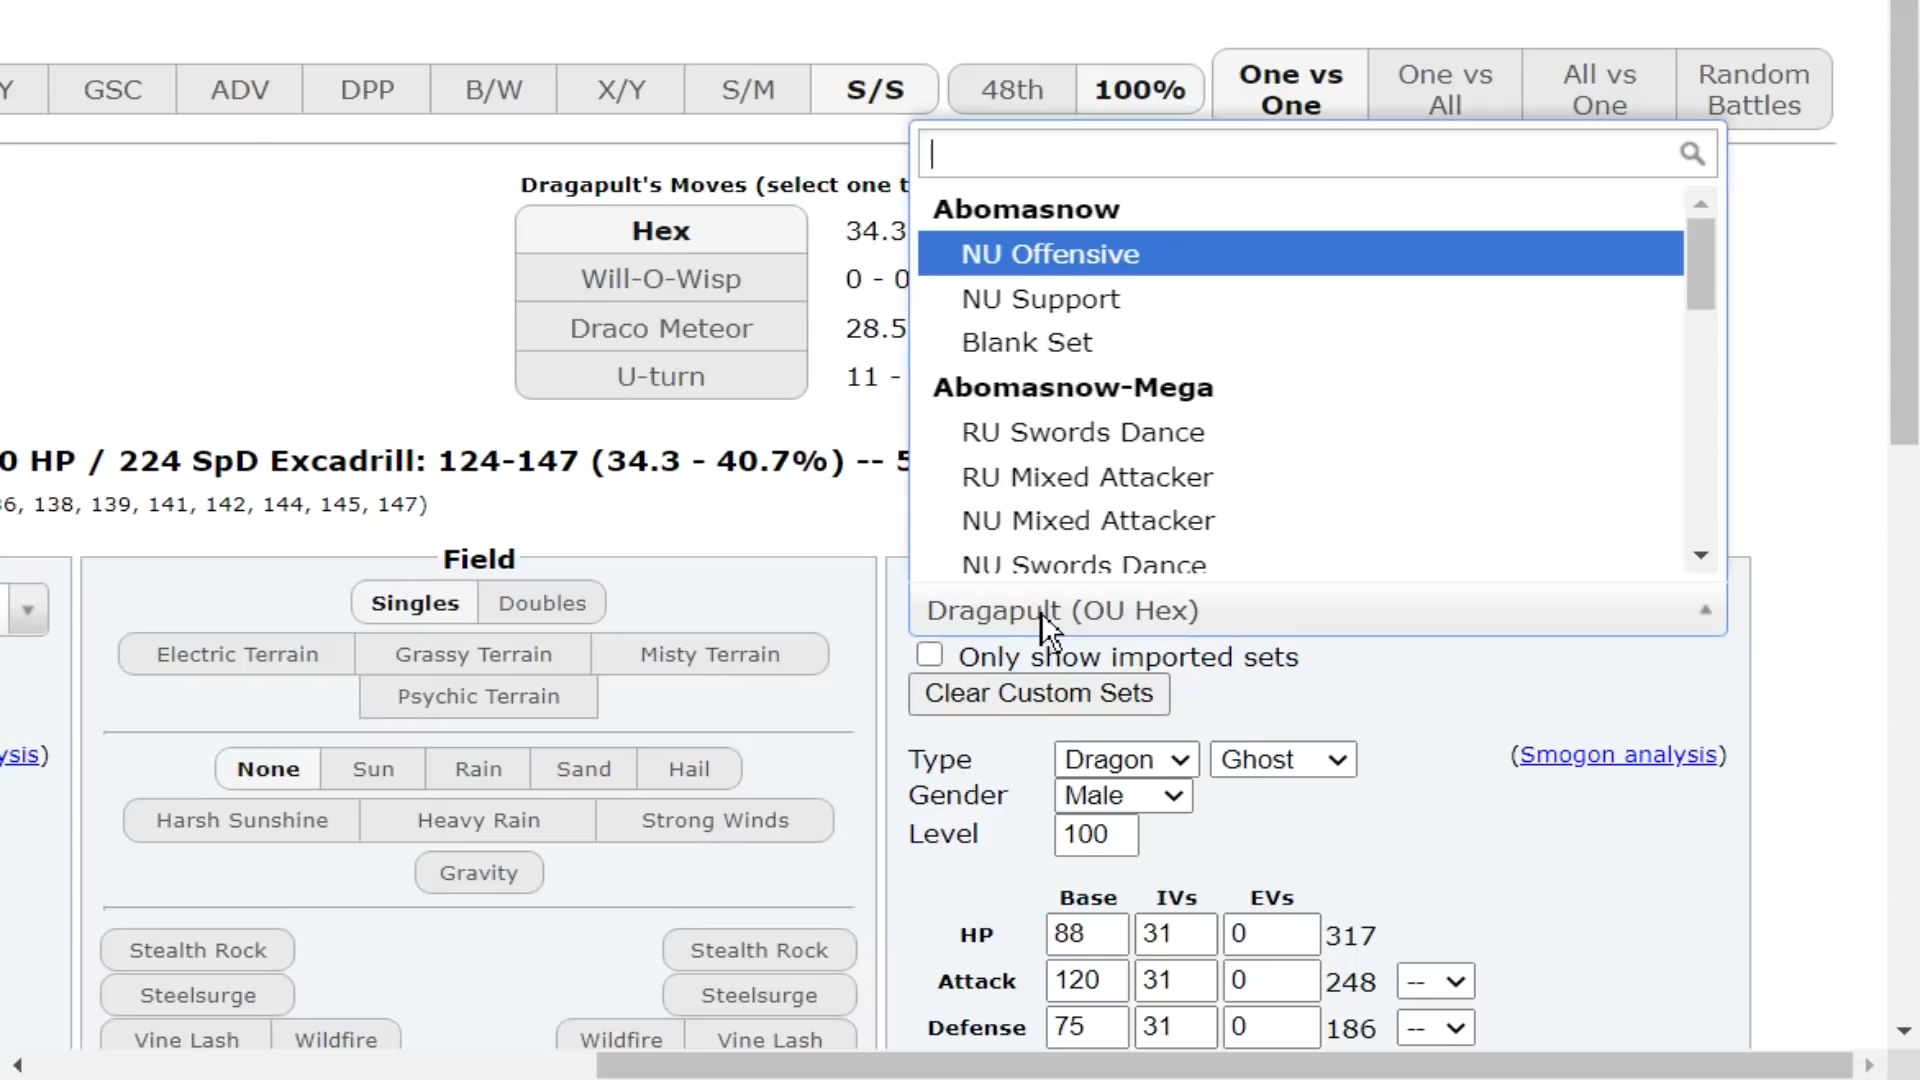 Y GSC ADV DPP B/W X/Y S/M S/S 48th 100% One vs One One vs All All vs One Random Battles
Dragapult's Moves (select one t
Hex 34.3
Will-O-Wisp 0 - 0
Draco Meteor 28.5
U-turn 11 -
Abomasnow
NU Offensive
NU Support
Blank Set
Abomasnow-Mega
RU Swords Dance
RU Mixed Attacker
NU Mixed Attacker
NU Swords Dance
0 HP / 224 SpD Excadrill: 124-147 (34.3 - 40.7%) -- 5
36, 138, 139, 141, 142, 144, 145, 147)
Field
Singles Doubles
Electric Terrain Grassy Terrain Misty Terrain
Psychic Terrain
None Sun Rain Sand Hail
Harsh Sunshine Heavy Rain Strong Winds
Gravity
Stealth Rock Stealth Rock
Steelsurge Steelsurge
Vine Lash Wildfire Wildfire Vine Lash
ysis)
Dragapult (OU Hex)
Only show imported sets
Clear Custom Sets
Type Dragon Ghost (Smogon analysis)
Gender Male
Level 100
Base IVs EVs
HP 88 31 0 317
Attack 120 31 0 248 --
Defense 75 31 0 186 --